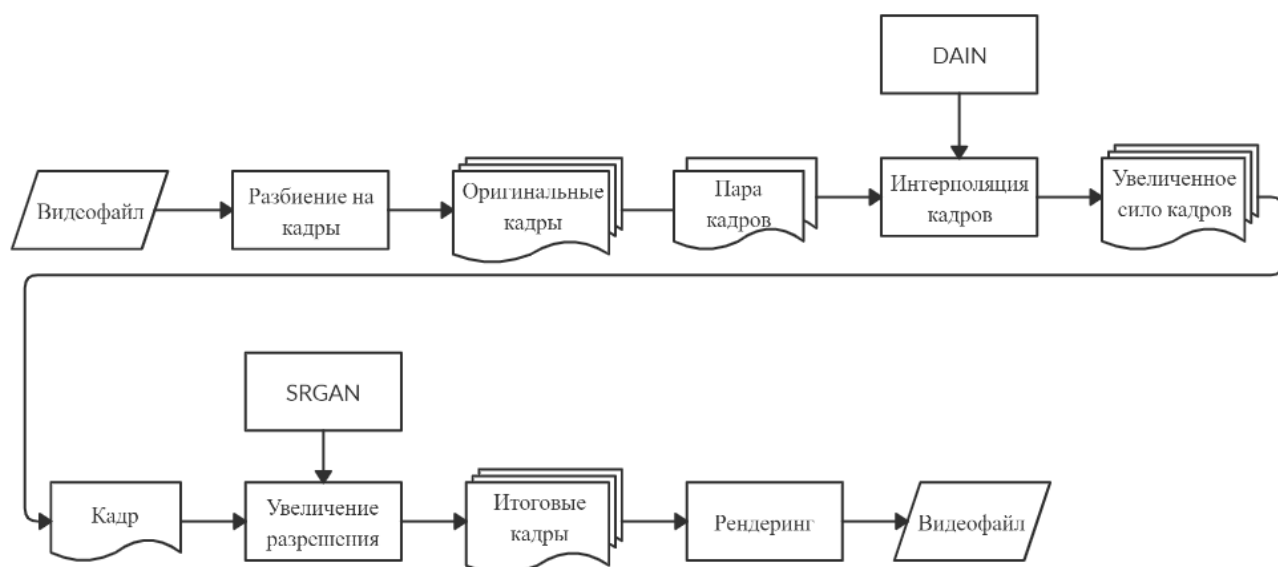 DAIN
Видеофайл
Разбиение на
кадры
Оригинальные
кадры
Пара
кадров
Интерполяция
кадров
Увеличенное
сило кадров
SRGAN
Кадр
Увеличение
разрешения
Итоговые
кадры
Рендеринг
Видеофайл